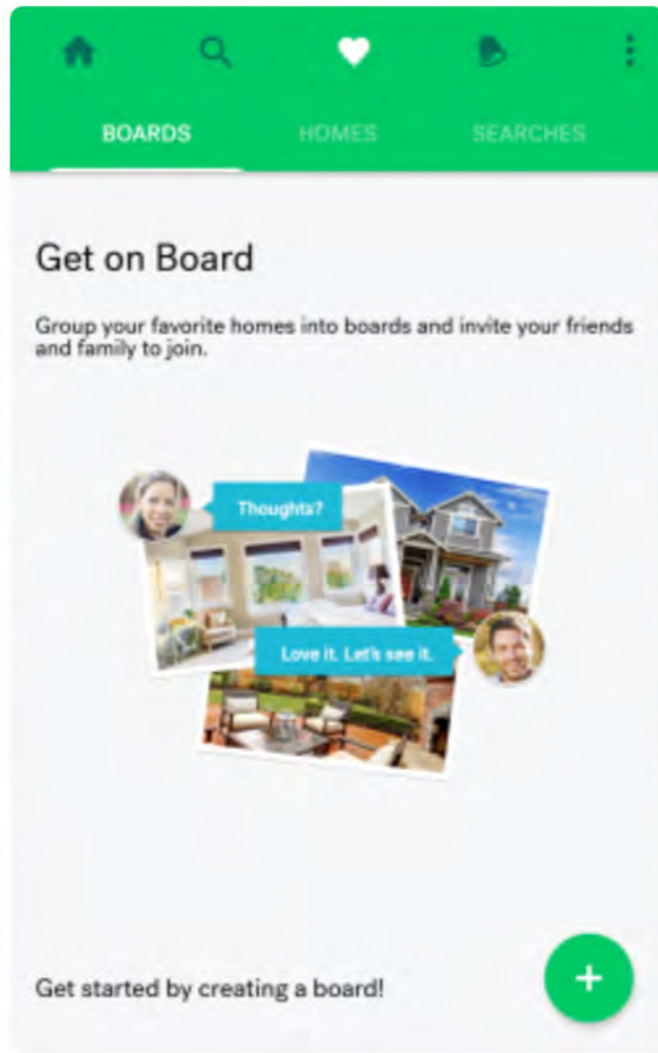 BOARDS HOMES SEARCHES
Get on Board
Group your favorite homes into boards and invite your friends
and family to join.
Thoughts?
Love it. Let's see it.
Get started by creating a board!
+